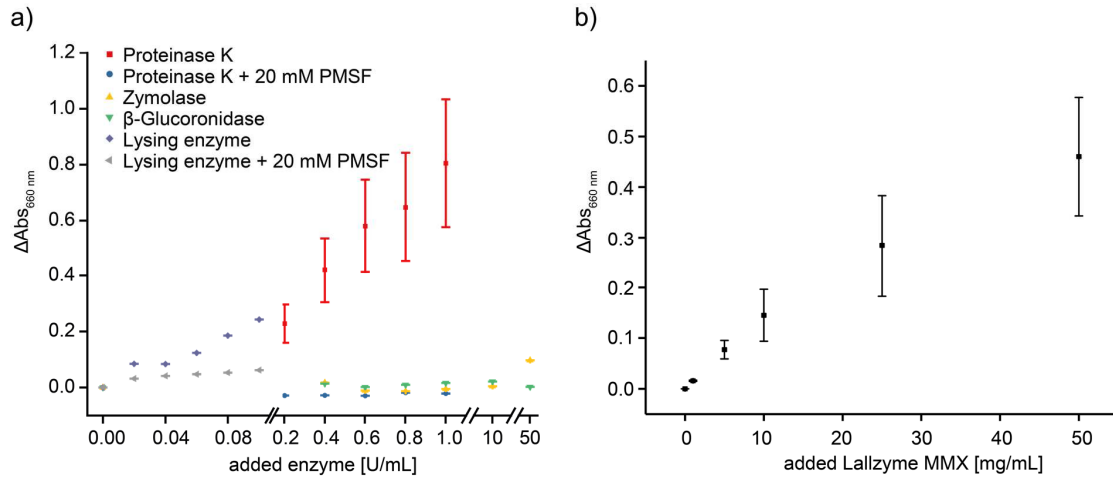 a)
1.2
1.0
0.8
0.6
0.4
0.2
0.0
ΔAbs660 nm
Proteinase K
Proteinase K + 20 mM PMSF
Zymolase
β-Glucoronidase
Lysing enzyme
Lysing enzyme + 20 mM PMSF
0.00 0.04 0.08 0.2 0.4 0.6 0.8 1.0 10 50
added enzyme [U/mL]
b)
0.6
0.5
0.4
0.3
0.2
0.1
0.0
ΔAbs660 nm
0 10 20 30 40 50
added Lallzyme MMX [mg/mL]